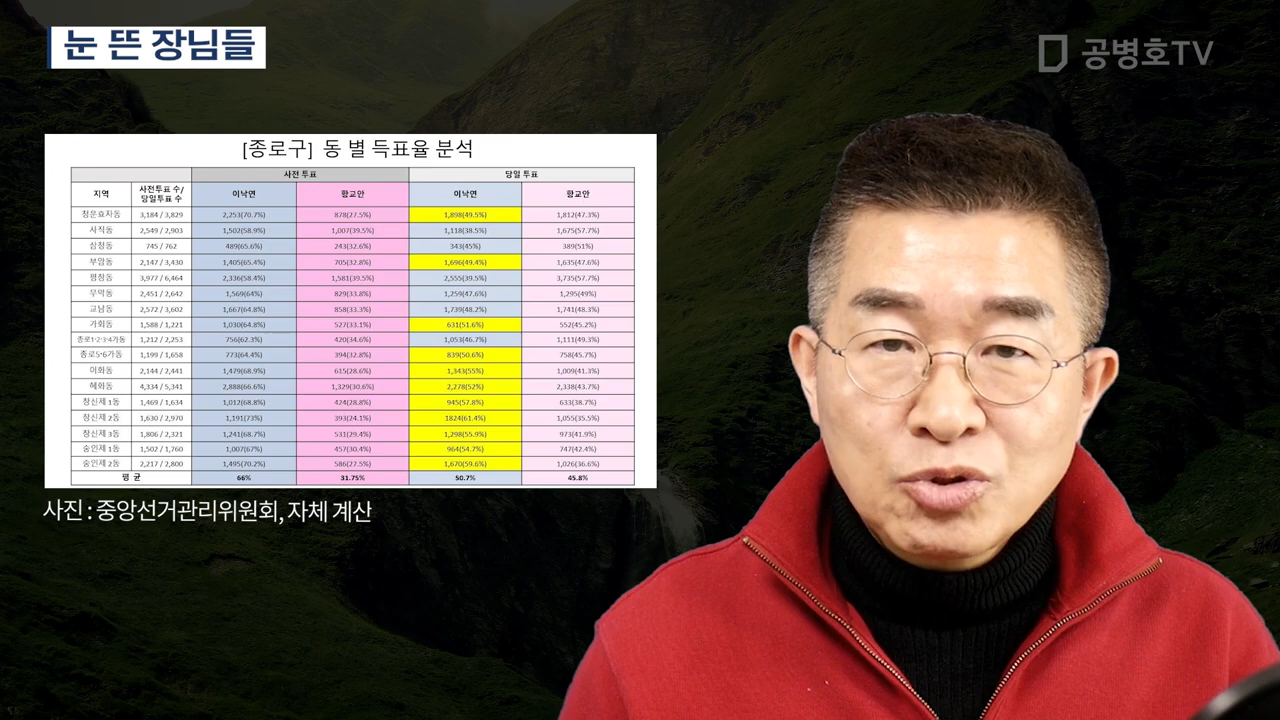 눈 뜬 장님들
공병호TV
[종로구] 동 별 득표율 분석
사전 투표 당일 투표
지역 사전투표 수/ 당일투표 수 이낙연 황교안 이낙연 황교안
청운효자동 3,184 / 3,829 2,253(70.7%) 878(27.5%) 1,898(49.5%) 1,812(47.3%)
사직동 2,549 / 2,903 1,502(58.9%) 1,007(39.5%) 1,118(38.5%) 1,675(57.7%)
삼청동 745 / 762 489(65.6%) 243(32.6%) 343(45%) 389(51%)
부암동 2,147 / 3,430 1,405(65.4%) 705(32.8%) 1,696(49.4%) 1,635(47.6%)
평창동 3,977 / 6,464 2,336(58.4%) 1,581(39.5%) 2,555(39.5%) 3,735(57.7%)
무악동 2,451 / 2,642 1,569(64%) 829(33.8%) 1,259(47.6%) 1,295(49%)
교남동 2,572 / 3,602 1,667(64.8%) 858(33.3%) 1,739(48.2%) 1,741(48.3%)
가회동 1,588 / 1,221 1,030(64.8%) 527(33.1%) 631(51.6%) 552(45.2%)
종로1·2·3·4가동 1,212 / 2,253 756(62.3%) 420(34.6%) 1,053(46.7%) 1,111(49.3%)
종로5·6가동 1,199 / 1,658 773(64.4%) 394(32.8%) 839(50.6%) 758(45.7%)
이화동 2,144 / 2,441 1,479(68.9%) 615(28.6%) 1,343(55%) 1,009(41.3%)
혜화동 4,334 / 5,341 2,888(66.6%) 1,329(30.6%) 2,278(52%) 2,338(43.7%)
창신제 1동 1,469 / 1,634 1,012(68.8%) 424(28.8%) 945(57.8%) 633(38.7%)
창신제 2동 1,630 / 2,970 1,191(73%) 393(24.1%) 1824(61.4%) 1,055(35.5%)
창신제 3동 1,806 / 2,321 1,241(68.7%) 531(29.4%) 1,298(55.9%) 973(41.9%)
숭인제 1동 1,502 / 1,760 1,007(67%) 457(30.4%) 964(54.7%) 747(42.4%)
숭인제 2동 2,217 / 2,800 1,495(70.2%) 586(27.5%) 1,670(59.6%) 1,026(36.6%)
평 균 66% 31.75% 50.7% 45.8%
사진 : 중앙선거관리위원회, 자체 계산